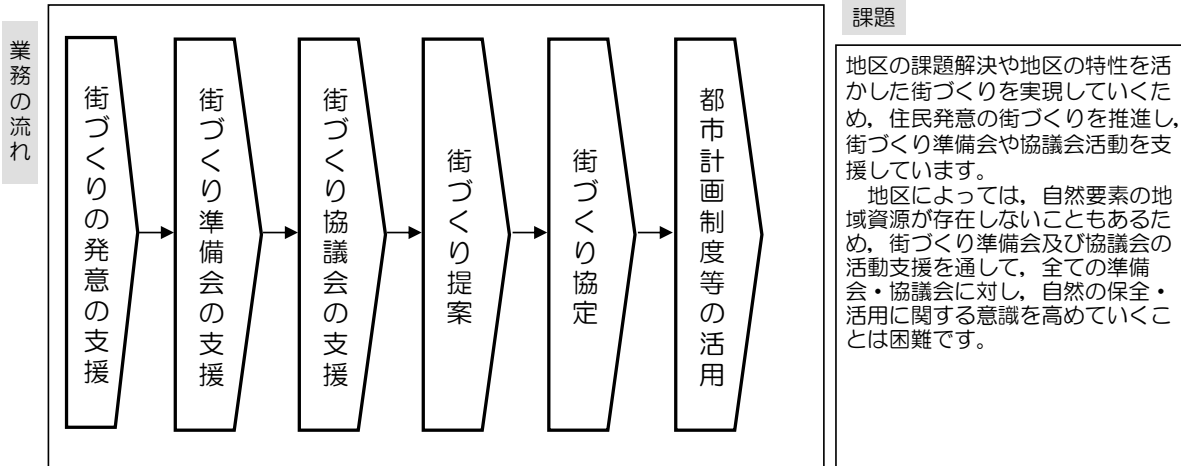 業務の流れ
街づくりの発意の支援
街づくり準備会の支援
街づくり協議会の支援
街づくり提案
街づくり協定
都市計画制度等の活用
課題
地区の課題解決や地区の特性を活
かした街づくりを実現していくた
め，住民発意の街づくりを推進し，
街づくり準備会や協議会活動を支
援しています。
　地区によっては，自然要素の地
域資源が存在しないこともあるた
め，街づくり準備会及び協議会の
活動支援を通して，全ての準備
会・協議会に対し，自然の保全・
活用に関する意識を高めていくこ
とは困難です。